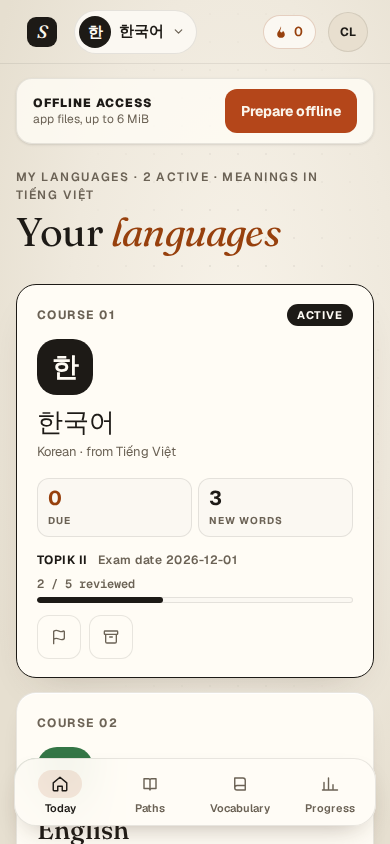 S
한 한국어
0
CL
OFFLINE ACCESS
app files, up to 6 MiB
Prepare offline
MY LANGUAGES · 2 ACTIVE · MEANINGS IN
TIẾNG VIỆT
Your languages
COURSE 01
ACTIVE
한
한국어
Korean · from Tiếng Việt
0
DUE
3
NEW WORDS
TOPIK II Exam date 2026-12-01
2 / 5 reviewed
COURSE 02
English
Today
Paths
Vocabulary
Progress